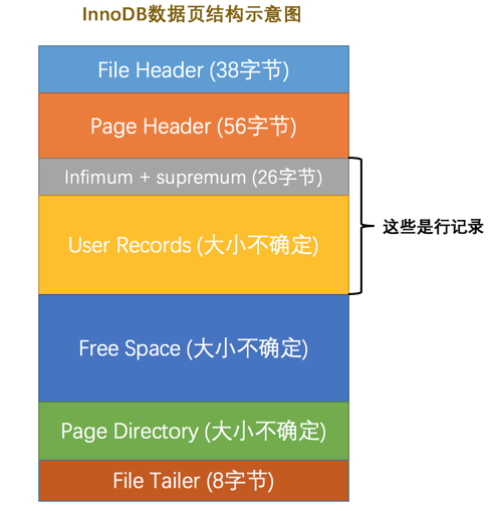 InnoDB数据页结构示意图
File Header (38字节)
Page Header (56字节)
Infimum + supremum (26字节)
User Records (大小不确定)
这些是行记录
Free Space (大小不确定)
Page Directory (大小不确定)
File Tailer (8字节)